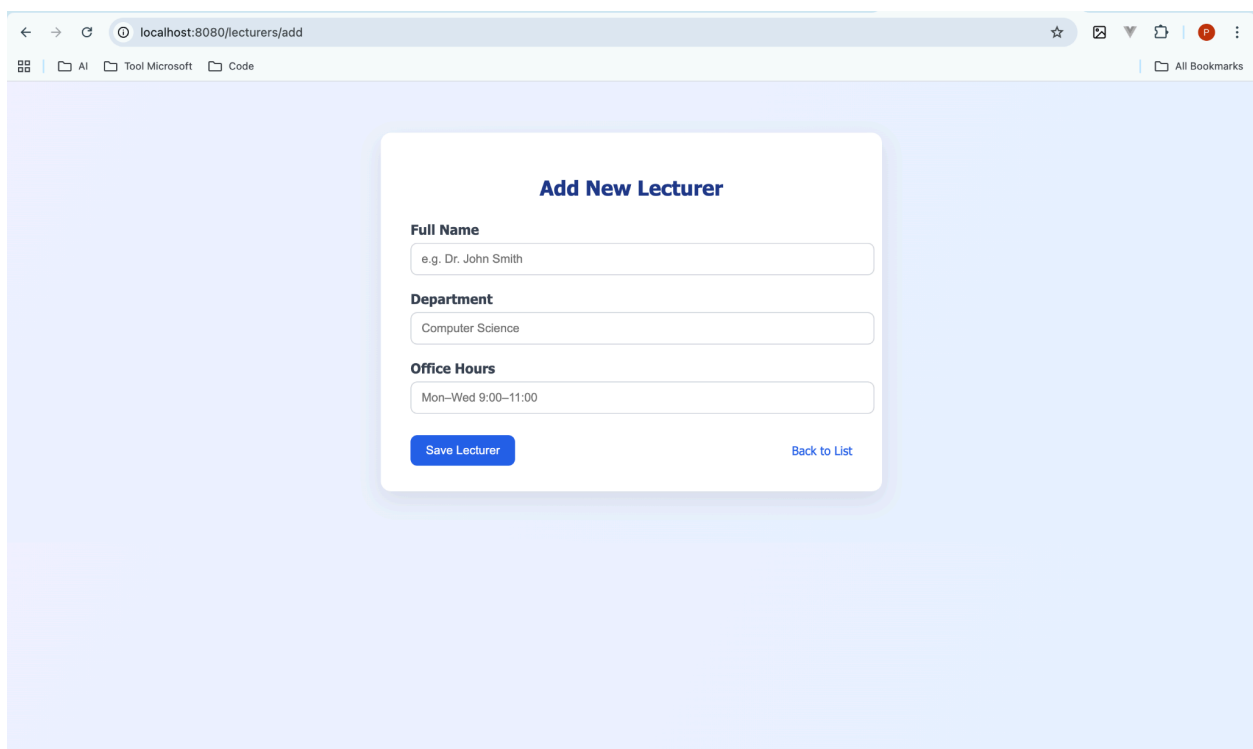 localhost:8080/lecturers/add
P
AI Tool Microsoft Code All Bookmarks
Add New Lecturer
Full Name
e.g. Dr. John Smith
Department
Computer Science
Office Hours
Mon–Wed 9:00–11:00
Save Lecturer Back to List